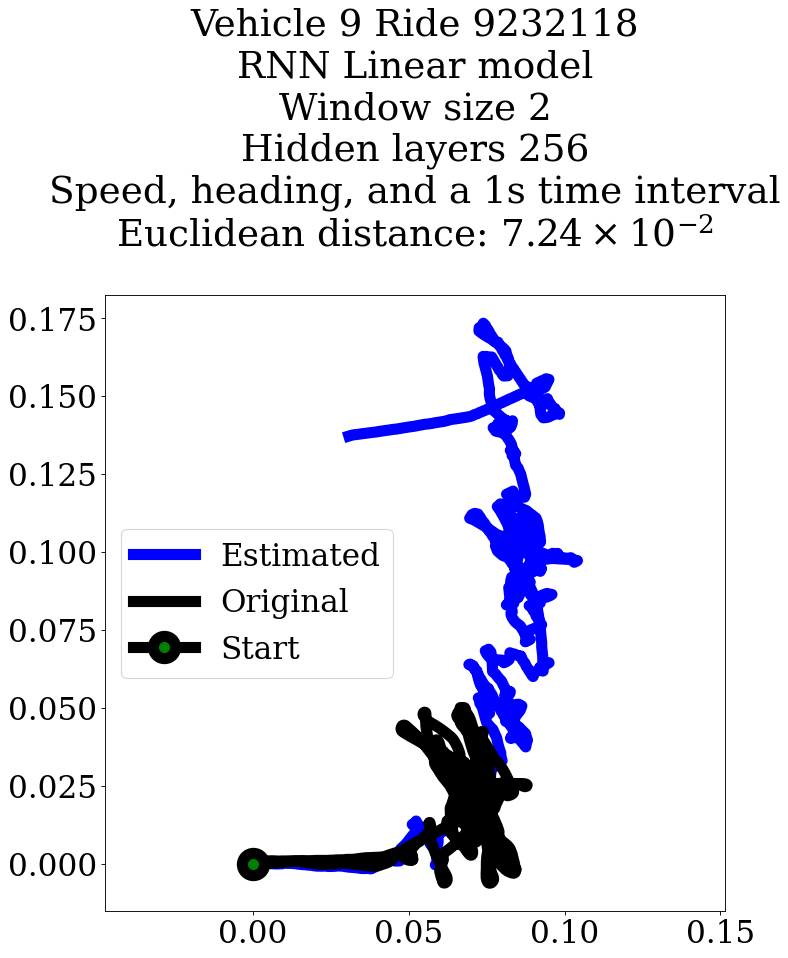 Vehicle 9 Ride 9232118
RNN Linear model
Window size 2
Hidden layers 256
Speed, heading, and a 1s time interval
Euclidean distance: 7.24 × 10⁻²
0.175
0.150
0.125
0.100
0.075
0.050
0.025
0.000
Estimated
Original
Start
0.00 0.05 0.10 0.15